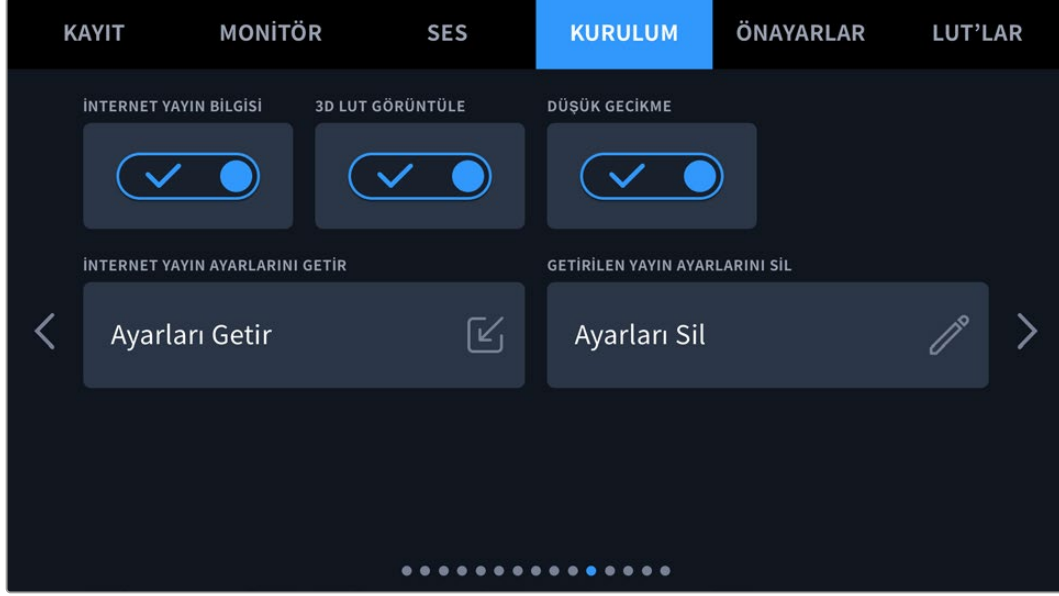 KAYIT MONİTÖR SES KURULUM ÖNAYARLAR LUT’LAR
İNTERNET YAYIN BİLGİSİ 3D LUT GÖRÜNTÜLE DÜŞÜK GECİKME
İNTERNET YAYIN AYARLARINI GETİR GETİRİLEN YAYIN AYARLARINI SİL
Ayarları Getir Ayarları Sil